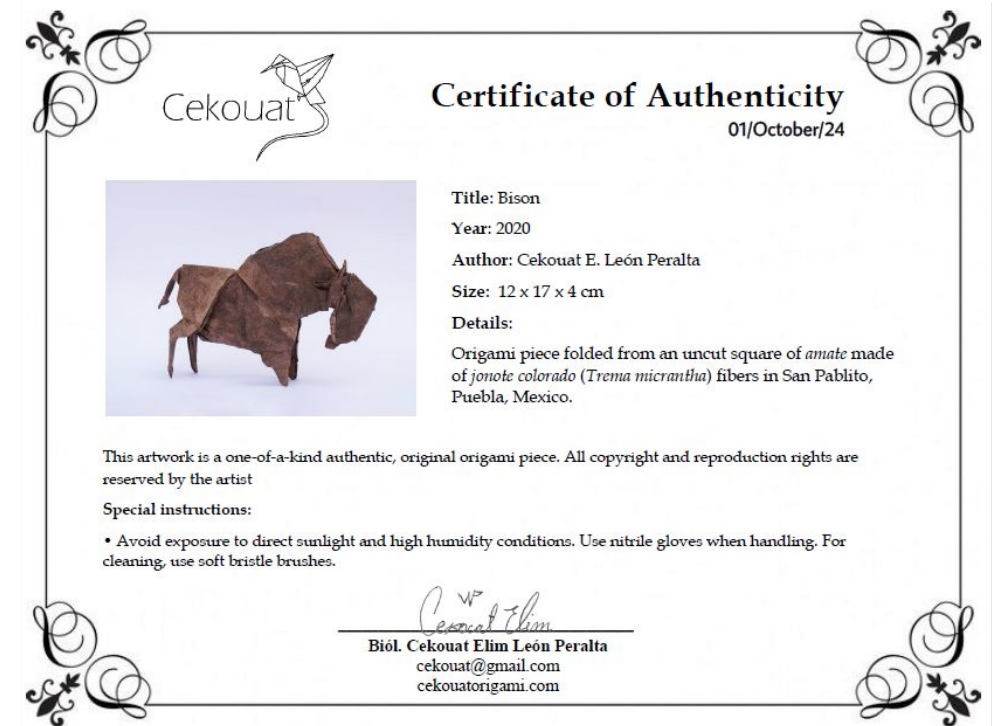 Cekouat
Certificate of Authenticity
01/October/24
Title: Bison
Year: 2020
Author: Cekouat E. León Peralta
Size: 12 x 17 x 4 cm
Details:
Origami piece folded from an uncut square of amate made
of jonote colorado (Trema micrantha) fibers in San Pablito,
Puebla, Mexico.
This artwork is a one-of-a-kind authentic, original origami piece. All copyright and reproduction rights are
reserved by the artist
Special instructions:
• Avoid exposure to direct sunlight and high humidity conditions. Use nitrile gloves when handling. For
cleaning, use soft bristle brushes.
Biól. Cekouat Elim León Peralta
cekouat@gmail.com
cekouatorigami.com